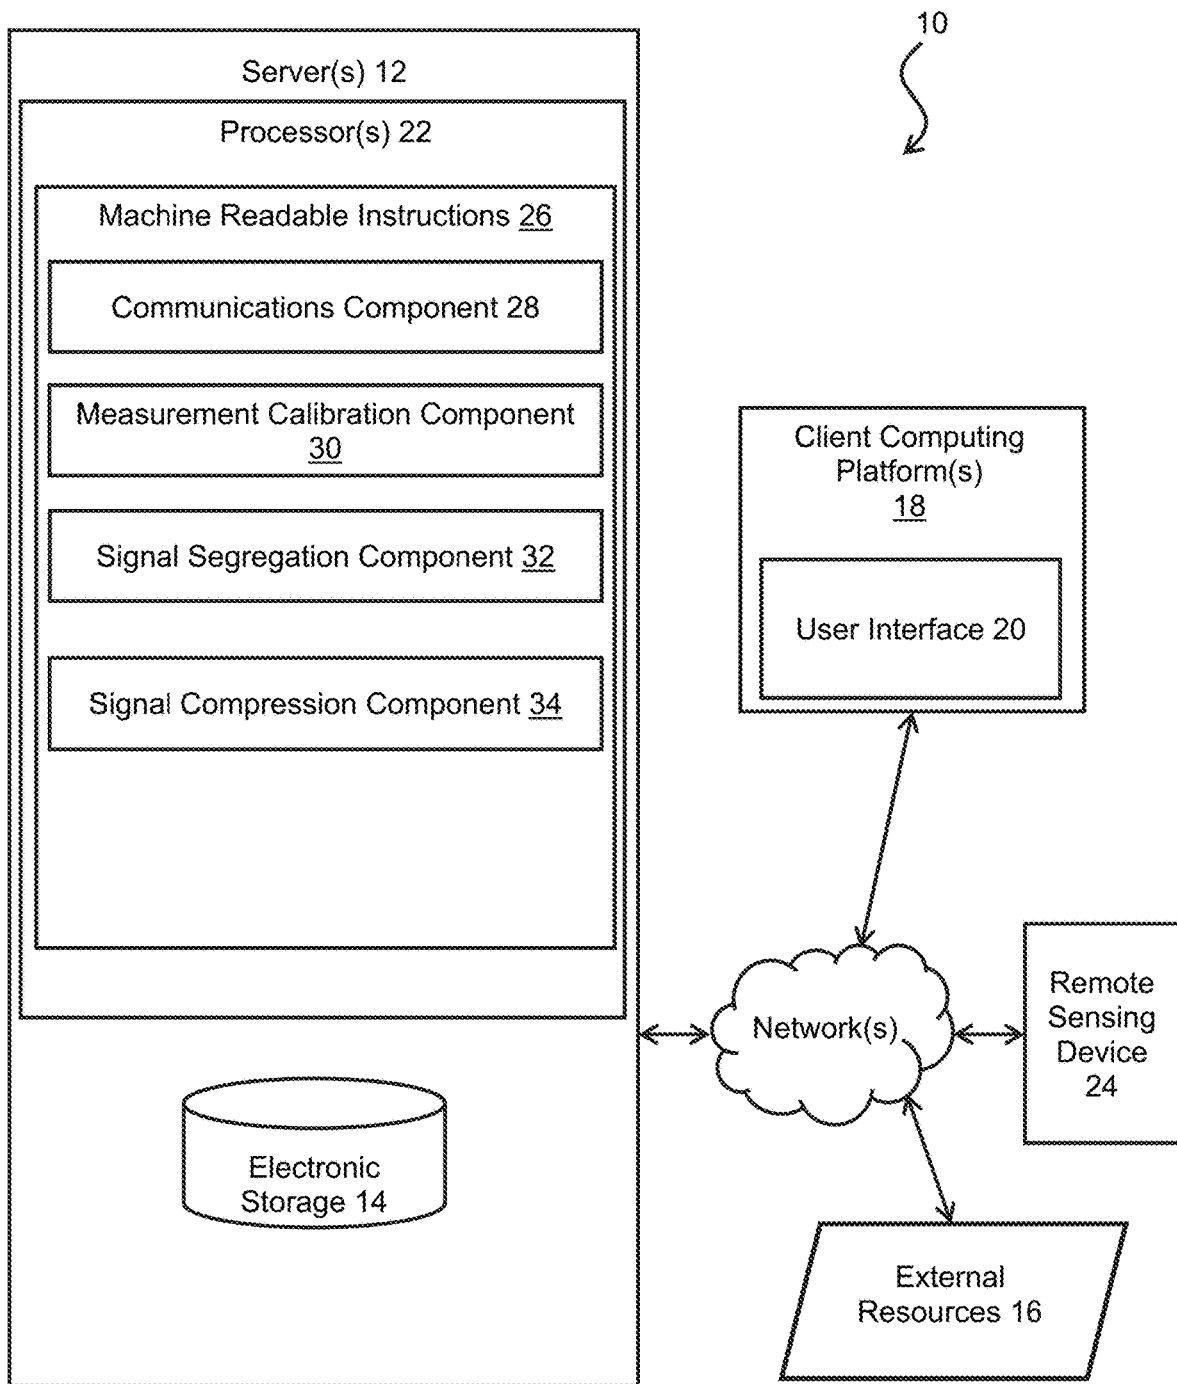 10
Server(s) 12
Processor(s) 22
Machine Readable Instructions 26
Communications Component 28
Measurement Calibration Component
30
Signal Segregation Component 32
Signal Compression Component 34
Client Computing
Platform(s)
18
User Interface 20
Network(s)
Remote
Sensing
Device
24
Electronic
Storage 14
External
Resources 16